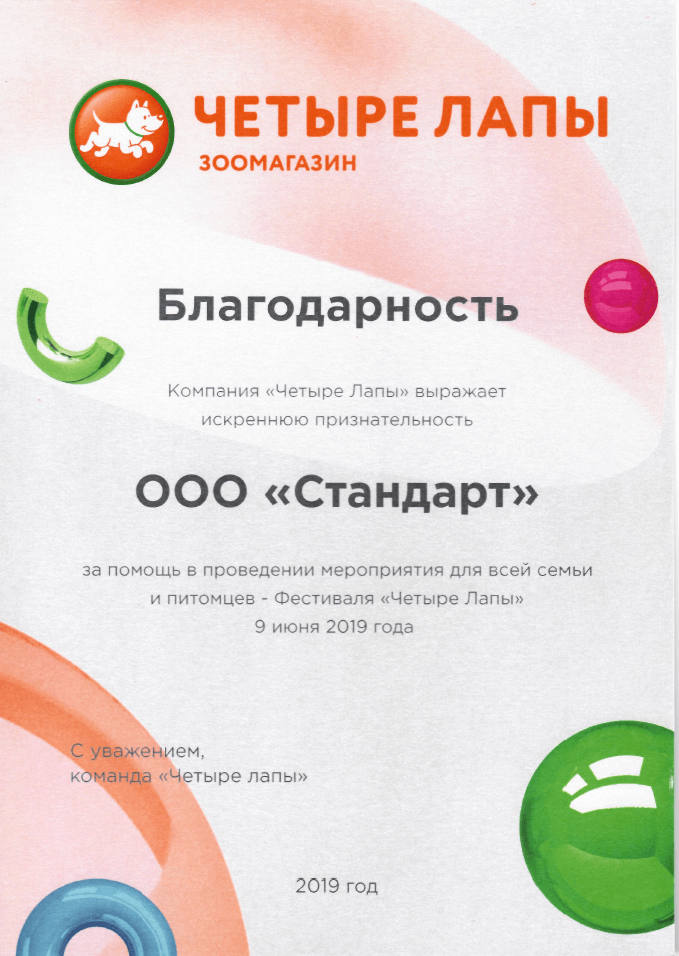 ЧЕТЫРЕ ЛАПЫ
ЗООМАГАЗИН
Благодарность
Компания «Четыре Лапы» выражает
искреннюю признательность
ООО «Стандарт»
за помощь в проведении мероприятия для всей семьи
и питомцев - Фестиваля «Четыре Лапы»
9 июня 2019 года
С уважением,
команда «Четыре лапы»
2019 год